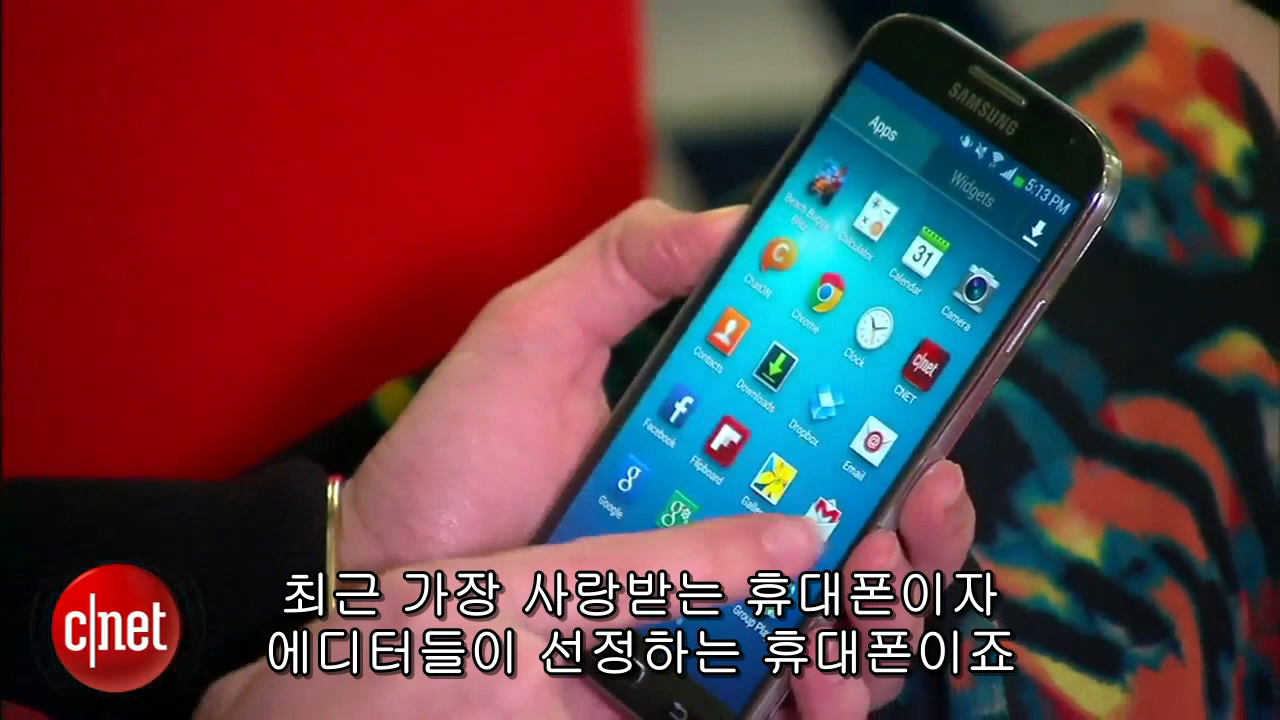 SAMSUNG
5:13 PM
Apps
Widgets
Beach Buggy
Blitz
Calculator
31
Calendar
Camera
ChatON
Chrome
Clock
c|net
CNET
Contacts
Downloads
Dropbox
Email
Facebook
Flipboard
Google
c|net
최근 가장 사랑받는 휴대폰이자
에디터들이 선정하는 휴대폰이죠